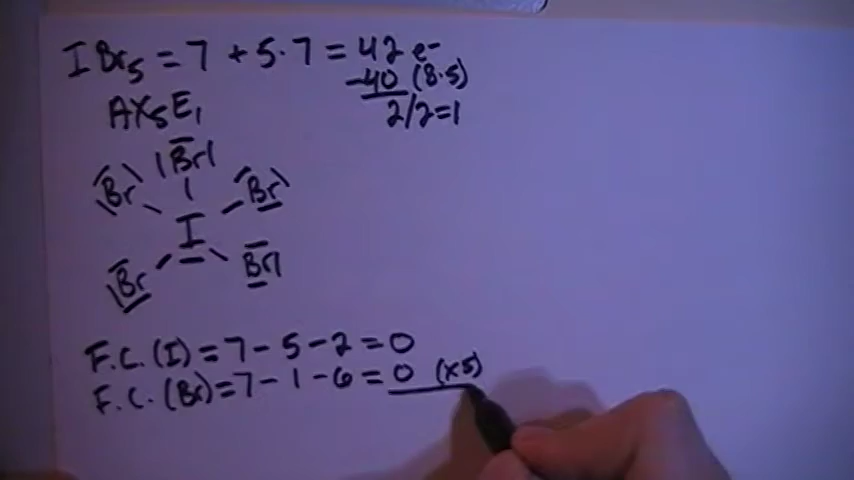 IBr5 = 7 + 5·7 = 42 e-
-40 (8·5)
AX5E1
2/2=1
|Br|
Br Br
I
Br Br
F.C.(I) = 7 - 5 - 2 = 0
F.C.(Br) = 7 - 1 - 6 = 0 (x5)